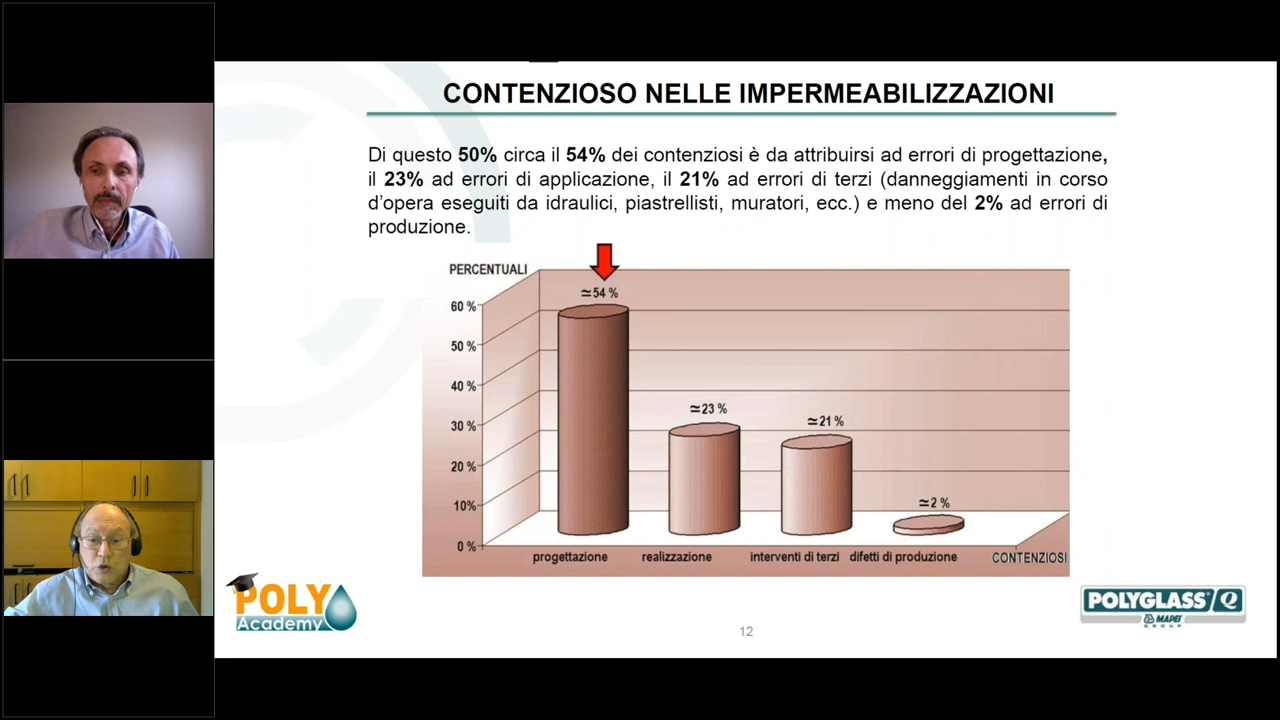 CONTENZIOSO NELLE IMPERMEABILIZZAZIONI
Di questo 50% circa il 54% dei contenziosi è da attribuirsi ad errori di progettazione,
il 23% ad errori di applicazione, il 21% ad errori di terzi (danneggiamenti in corso
d’opera eseguiti da idraulici, piastrellisti, muratori, ecc.) e meno del 2% ad errori di
produzione.
PERCENTUALI
≃54 %
60 %
50 %
40 %
≃23 %
≃21 %
30 %
20 %
≃2 %
10%
0 %
progettazione realizzazione interventi di terzi difetti di produzione CONTENZIOSI
POLY
Academy
POLYGLASS
MAPEI
GROUP
12